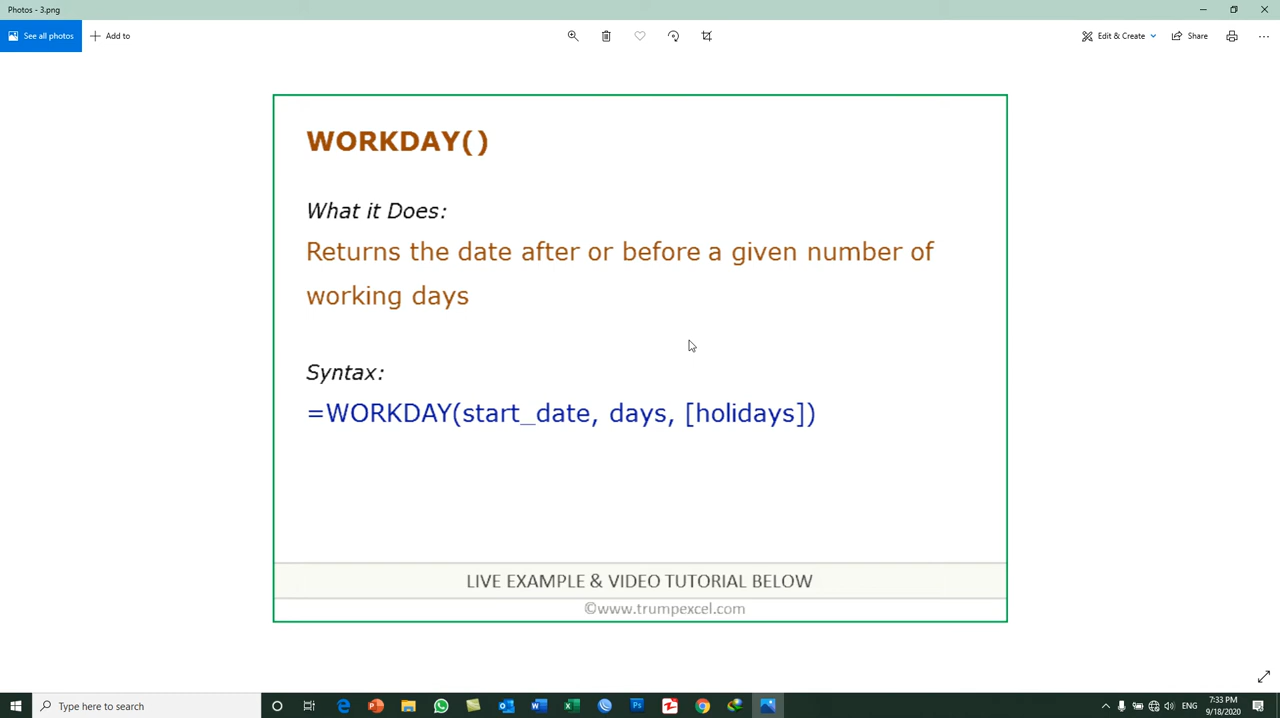 Photos - 3.png
See all photos
Add to
Edit & Create
Share
WORKDAY()
What it Does:
Returns the date after or before a given number of
working days
Syntax:
=WORKDAY(start_date, days, [holidays])
LIVE EXAMPLE & VIDEO TUTORIAL BELOW
©www.trumpexcel.com
Type here to search
ENG
7:33 PM
9/18/2020